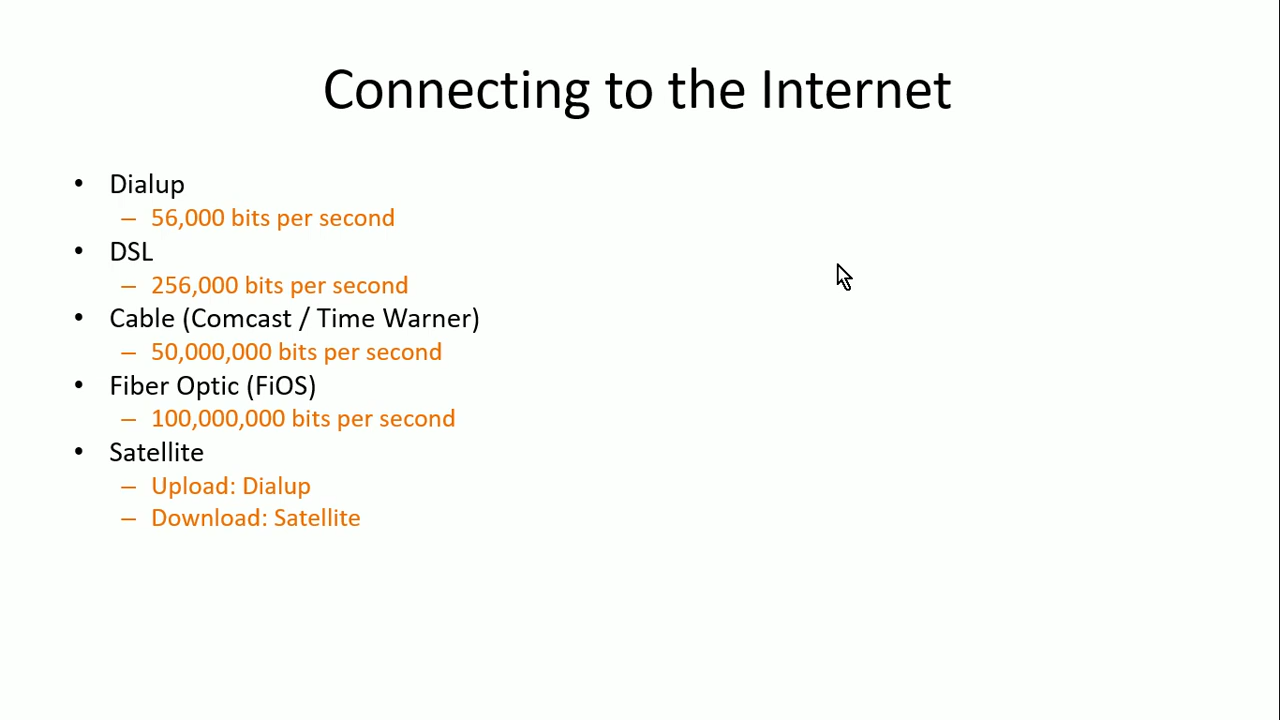 Connecting to the Internet
• Dialup
– 56,000 bits per second
• DSL
– 256,000 bits per second
• Cable (Comcast / Time Warner)
– 50,000,000 bits per second
• Fiber Optic (FiOS)
– 100,000,000 bits per second
• Satellite
– Upload: Dialup
– Download: Satellite